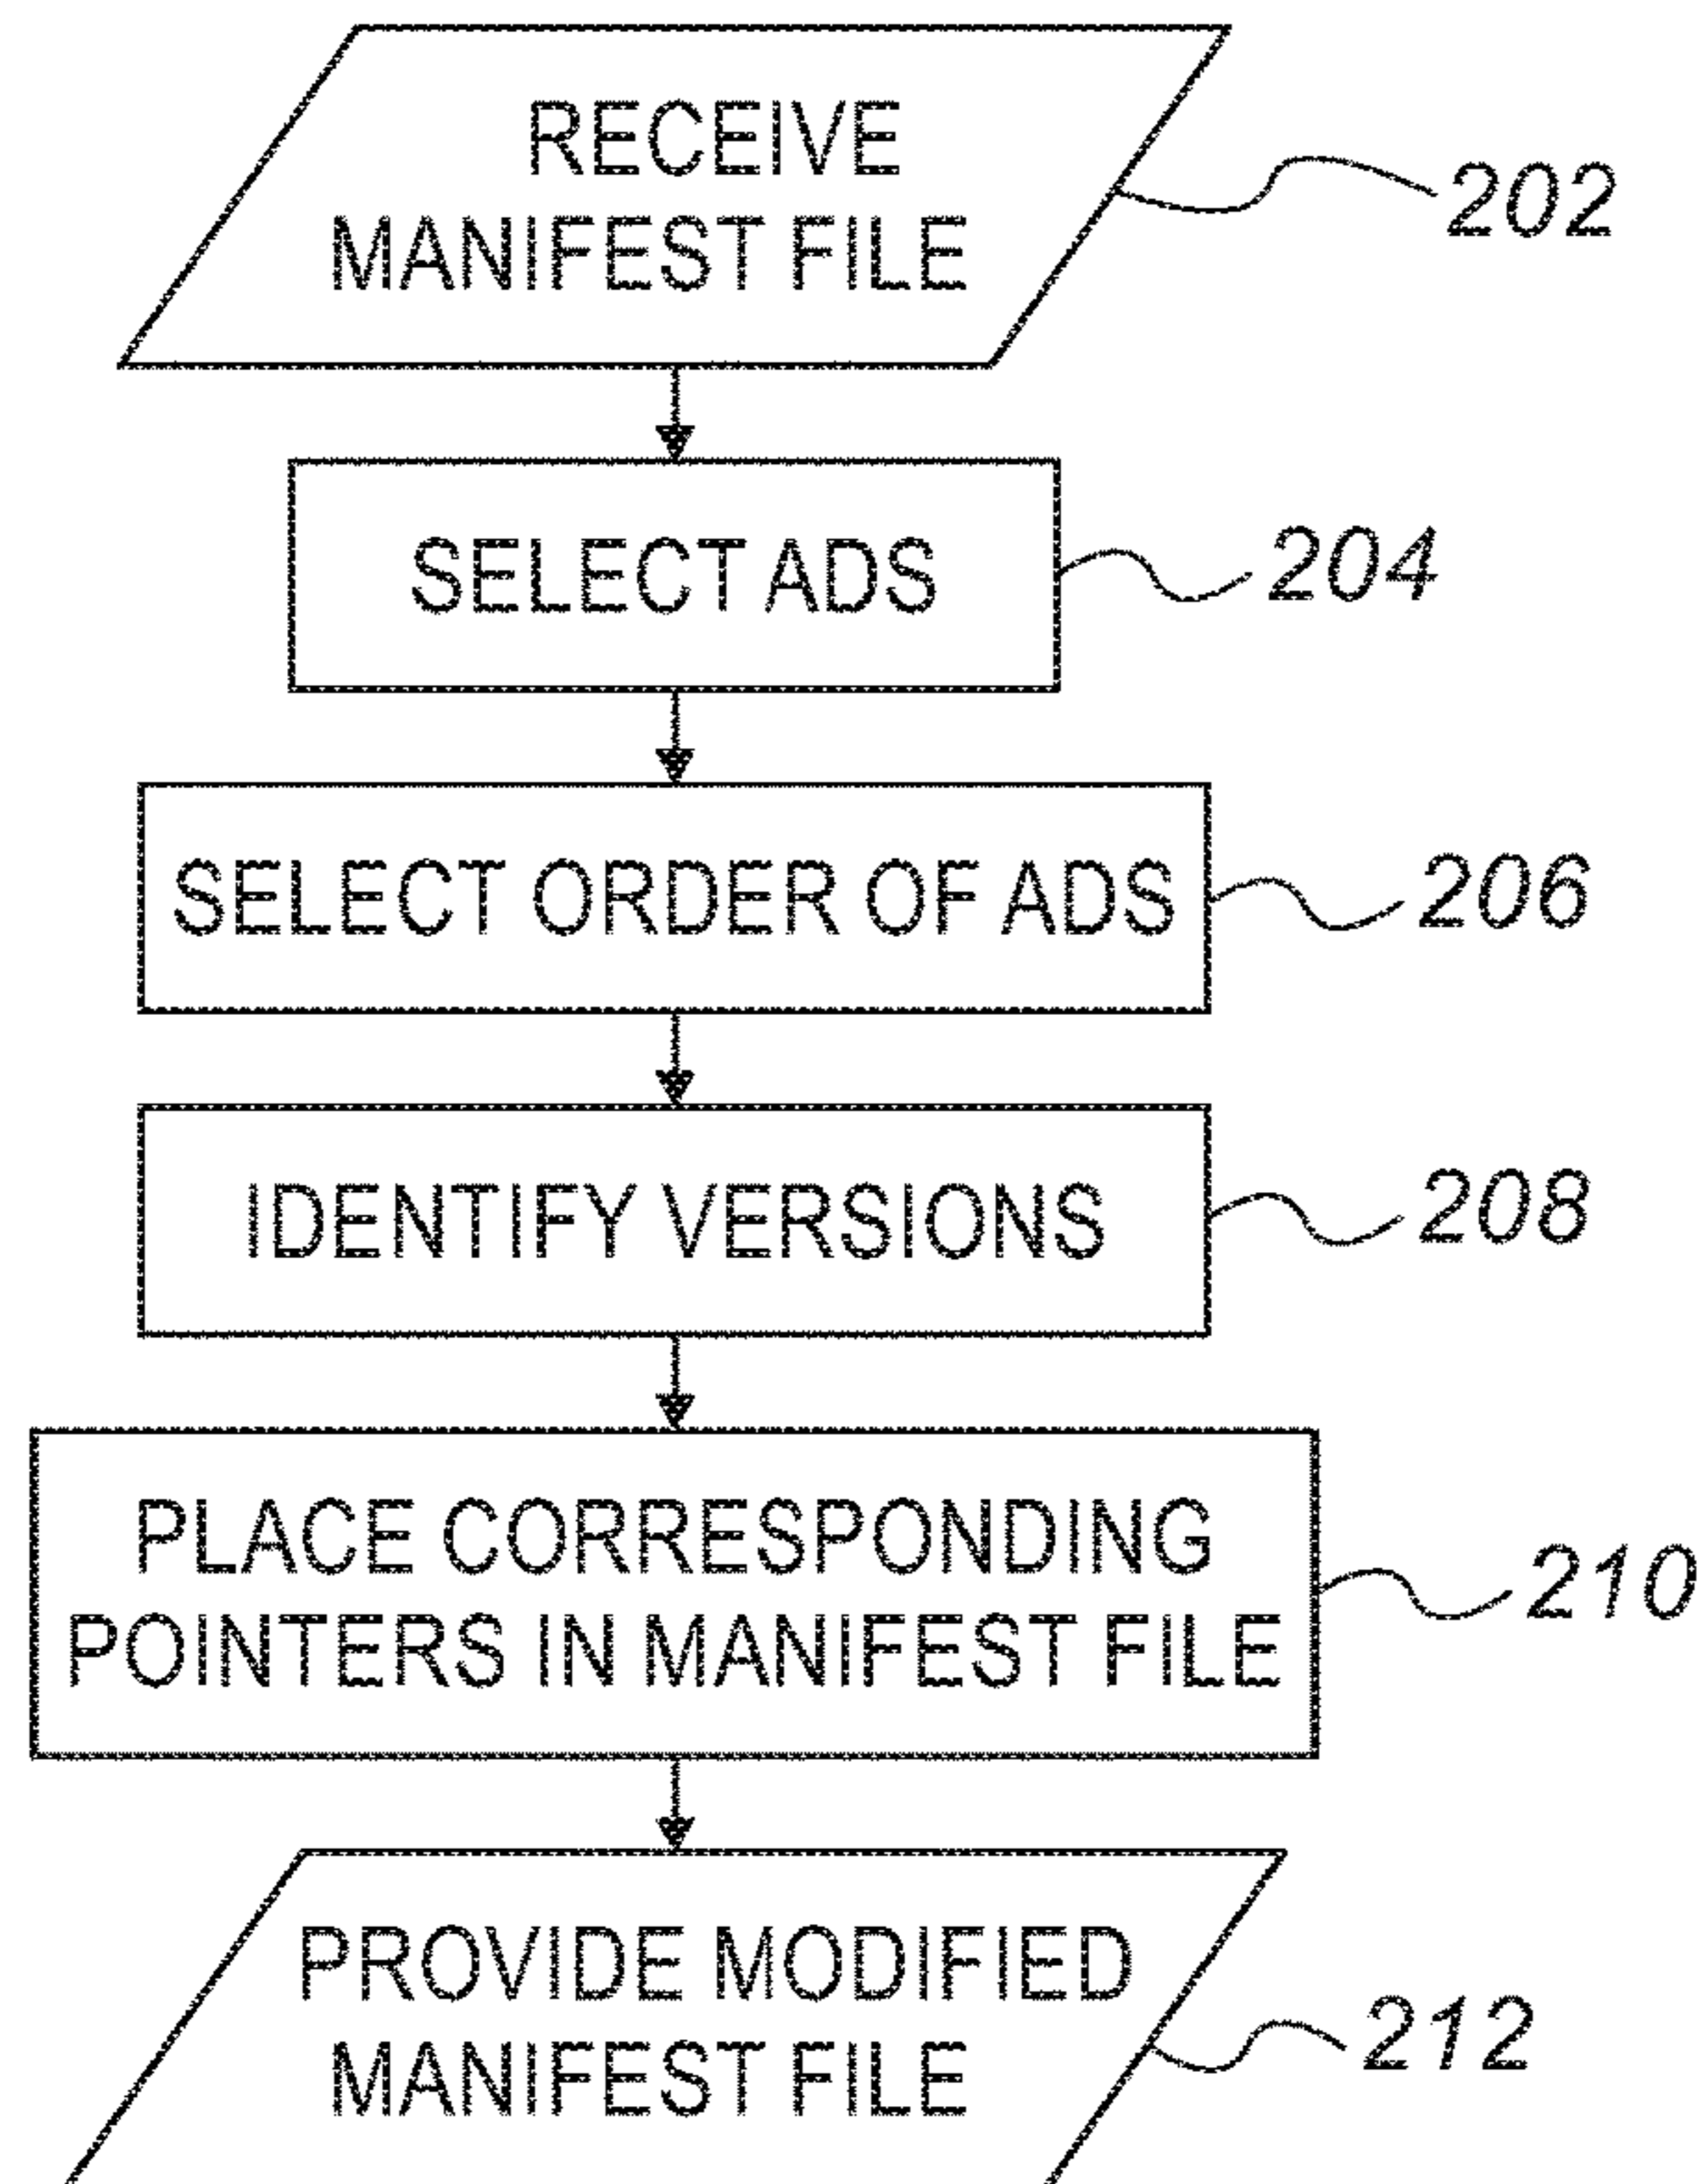 RECEIVE
MANIFEST FILE
202
SELECT ADS
204
SELECT ORDER OF ADS
206
IDENTIFY VERSIONS
208
PLACE CORRESPONDING
POINTERS IN MANIFEST FILE
210
PROVIDE MODIFIED
MANIFEST FILE
212